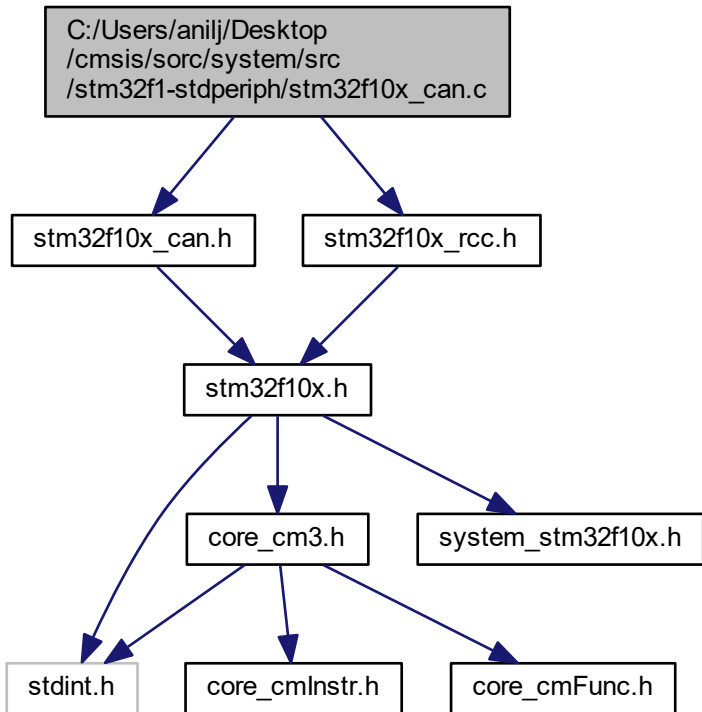 C:/Users/anilj/Desktop
/cmsis/sorc/system/src
/stm32f1-stdperiph/stm32f10x_can.c
stm32f10x_can.h
stm32f10x_rcc.h
stm32f10x.h
core_cm3.h
system_stm32f10x.h
stdint.h
core_cmInstr.h
core_cmFunc.h